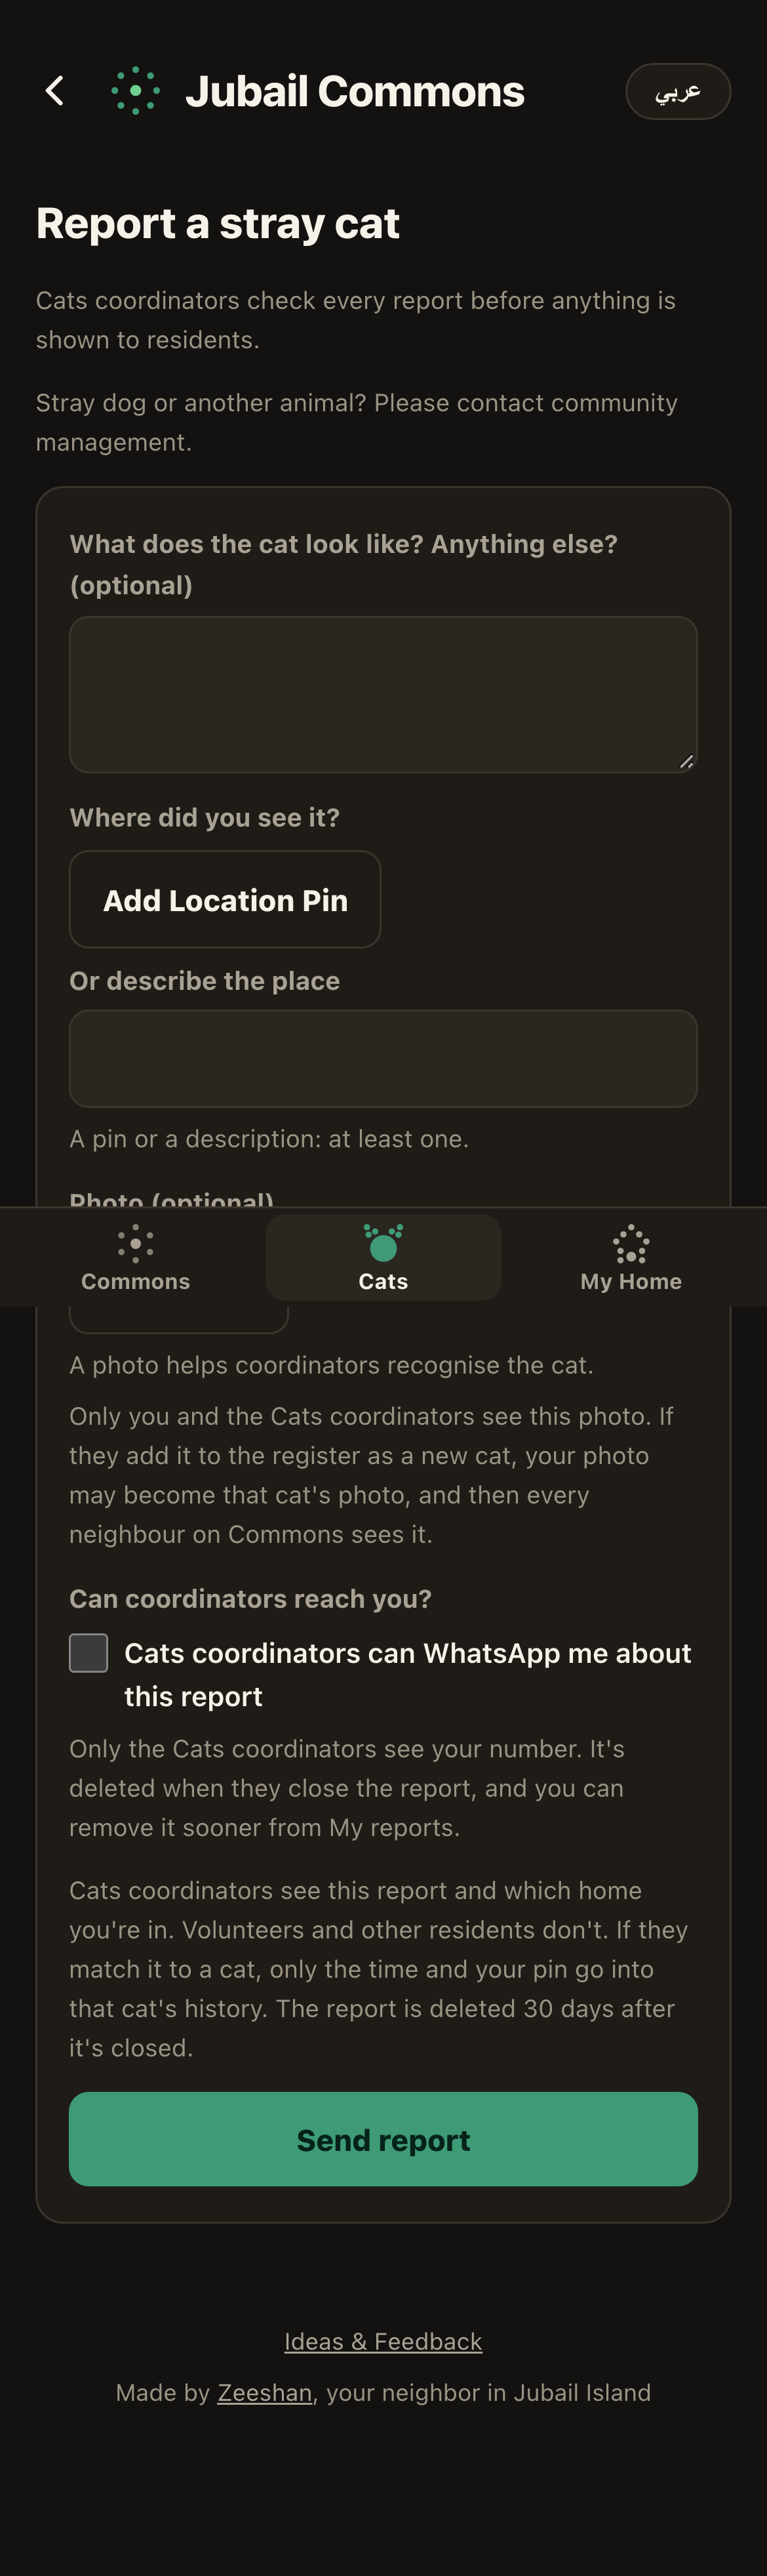 Jubail Commons
عربي
Report a stray cat
Cats coordinators check every report before anything is
shown to residents.
Stray dog or another animal? Please contact community
management.
What does the cat look like? Anything else?
(optional)
Where did you see it?
Add Location Pin
Or describe the place
A pin or a description: at least one.
Photo (optional)
Commons
Cats
My Home
A photo helps coordinators recognise the cat.
Only you and the Cats coordinators see this photo. If
they add it to the register as a new cat, your photo
may become that cat's photo, and then every
neighbour on Commons sees it.
Can coordinators reach you?
Cats coordinators can WhatsApp me about
this report
Only the Cats coordinators see your number. It's
deleted when they close the report, and you can
remove it sooner from My reports.
Cats coordinators see this report and which home
you're in. Volunteers and other residents don't. If they
match it to a cat, only the time and your pin go into
that cat's history. The report is deleted 30 days after
it's closed.
Send report
Ideas & Feedback
Made by Zeeshan, your neighbor in Jubail Island